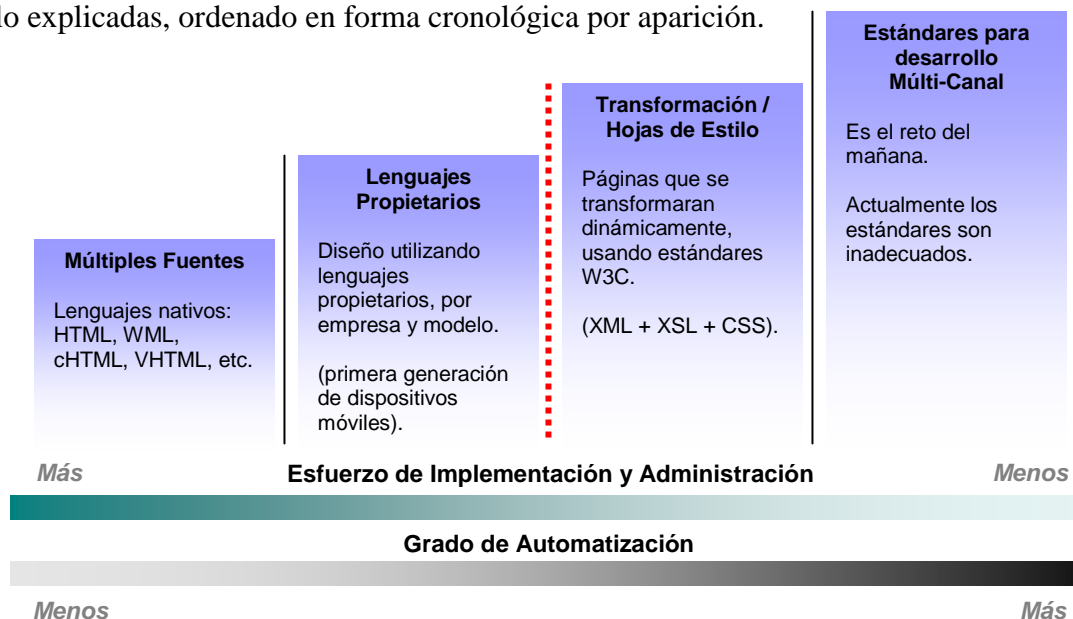 lo explicadas, ordenado en forma cronológica por aparición.
Múltiples Fuentes
Lenguajes nativos:
HTML, WML,
cHTML, VHTML, etc.
Lenguajes
Propietarios
Diseño utilizando
lenguajes
propietarios, por
empresa y modelo.
(primera generación
de dispositivos
móviles).
Transformación /
Hojas de Estilo
Páginas que se
transformaran
dinámicamente,
usando estándares
W3C.
(XML + XSL + CSS).
Estándares para
desarrollo
Múlti-Canal
Es el reto del
mañana.
Actualmente los
estándares son
inadecuados.
Más
Esfuerzo de Implementación y Administración
Menos
Grado de Automatización
Menos
Más